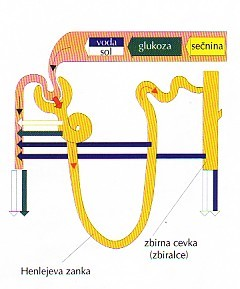 voda
sol
glukoza
sečnina
zbirna cevka
(zbiralce)
Henlejeva zanka